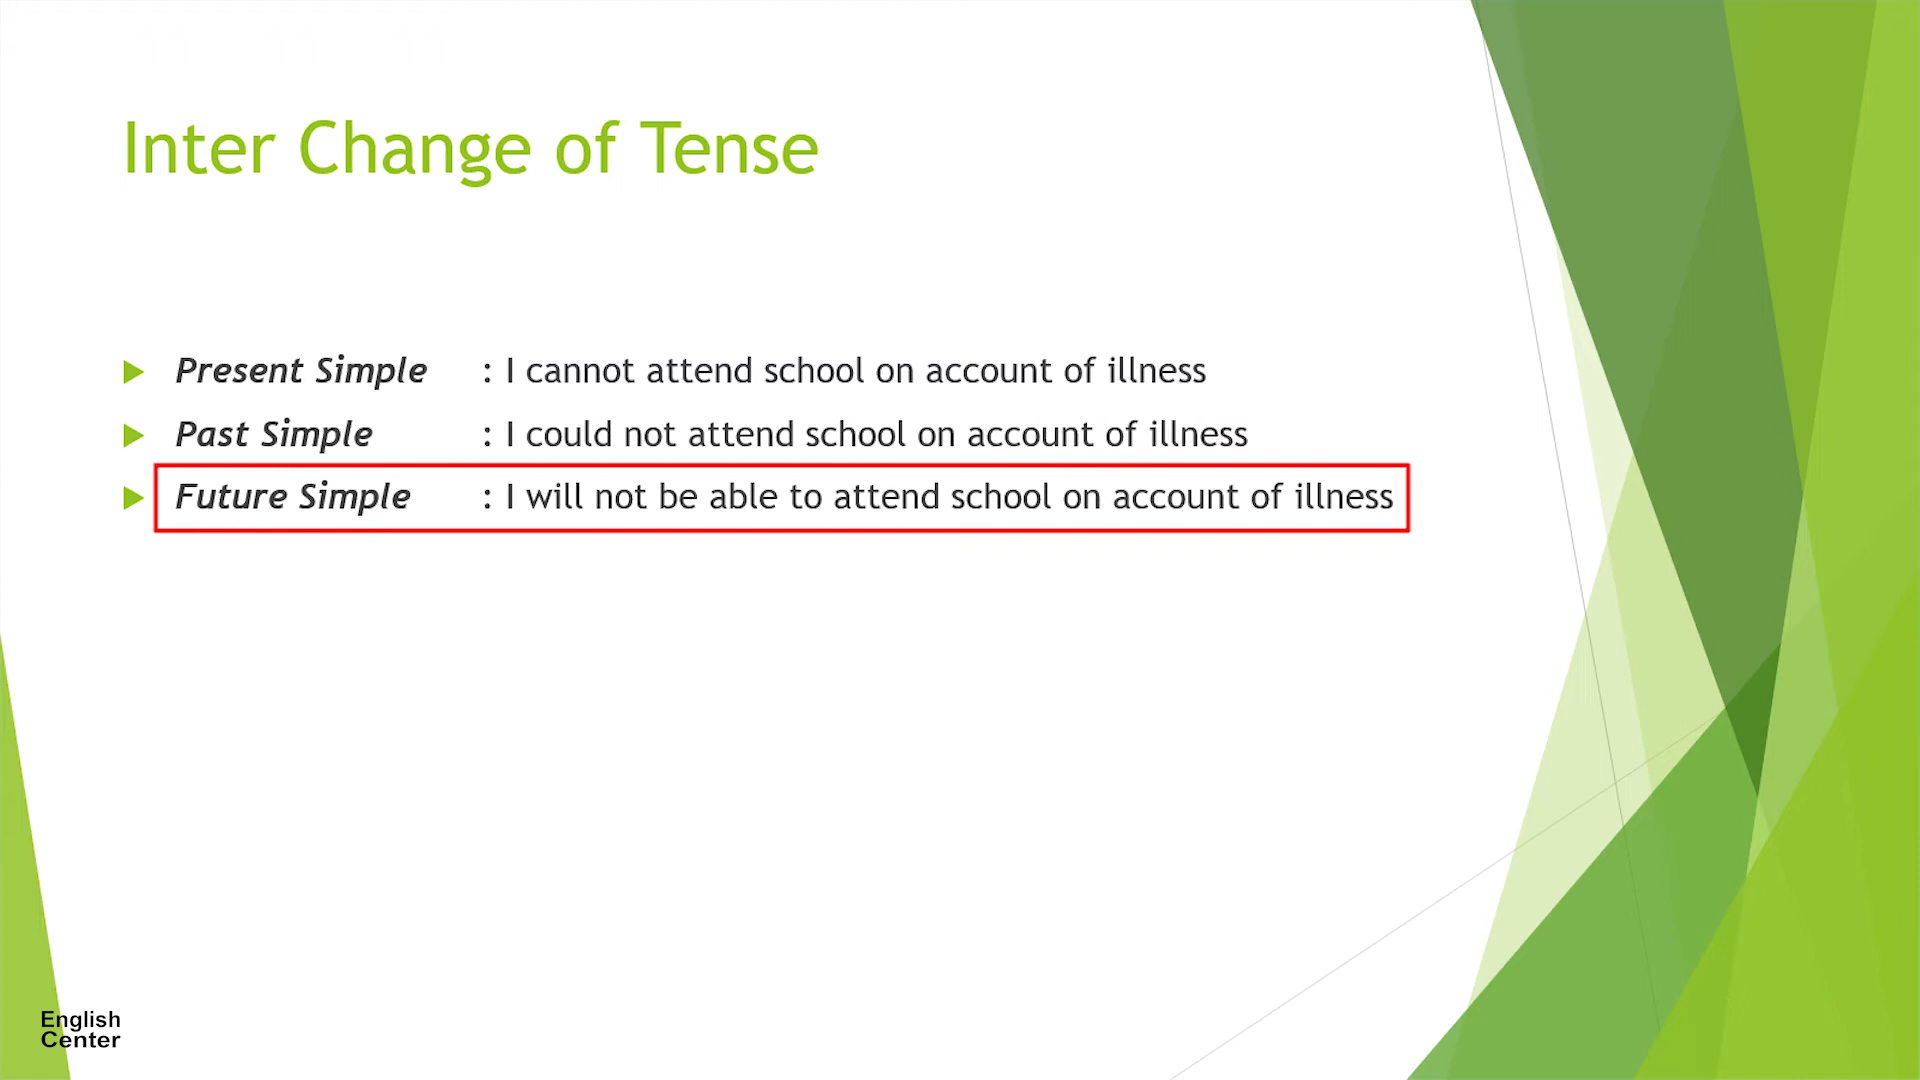 Inter Change of Tense
Present Simple : I cannot attend school on account of illness
Past Simple : I could not attend school on account of illness
Future Simple : I will not be able to attend school on account of illness
English
Center